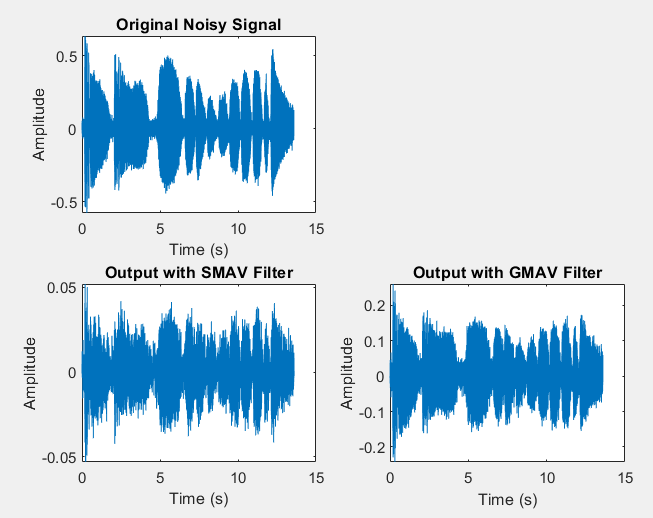 Original Noisy Signal
0.5
0
-0.5
Amplitude
0 5 10 15
Time (s)
Output with SMAV Filter
0.05
0
-0.05
Amplitude
0 5 10 15
Time (s)
Output with GMAV Filter
0.2
0.1
0
-0.1
-0.2
Amplitude
0 5 10 15
Time (s)